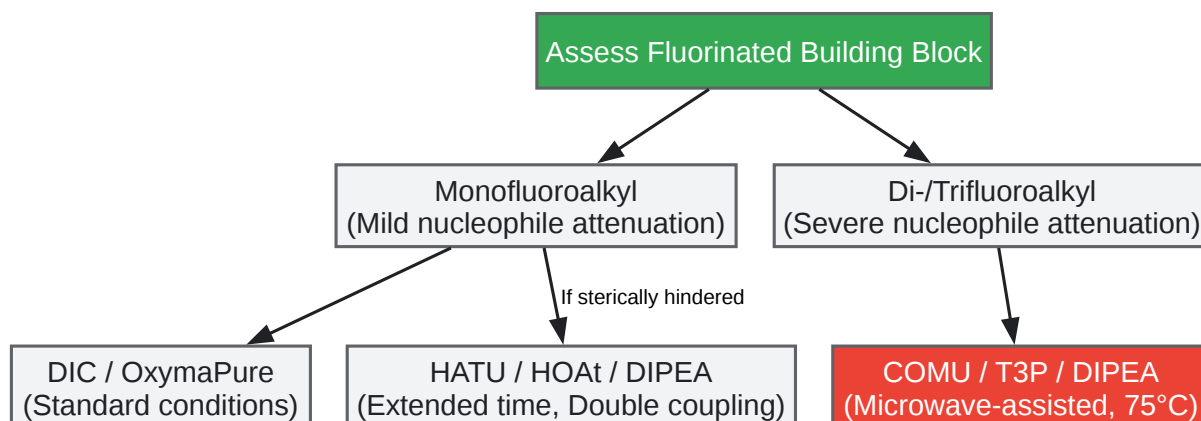 Assess Fluorinated Building Block
Monofluoroalkyl
(Mild nucleophile attenuation)
Di-/Trifluoroalkyl
(Severe nucleophile attenuation)
If sterically hindered
DIC / OxymaPure
(Standard conditions)
HATU / HOAt / DIPEA
(Extended time, Double coupling)
COMU / T3P / DIPEA
(Microwave-assisted, 75°C)